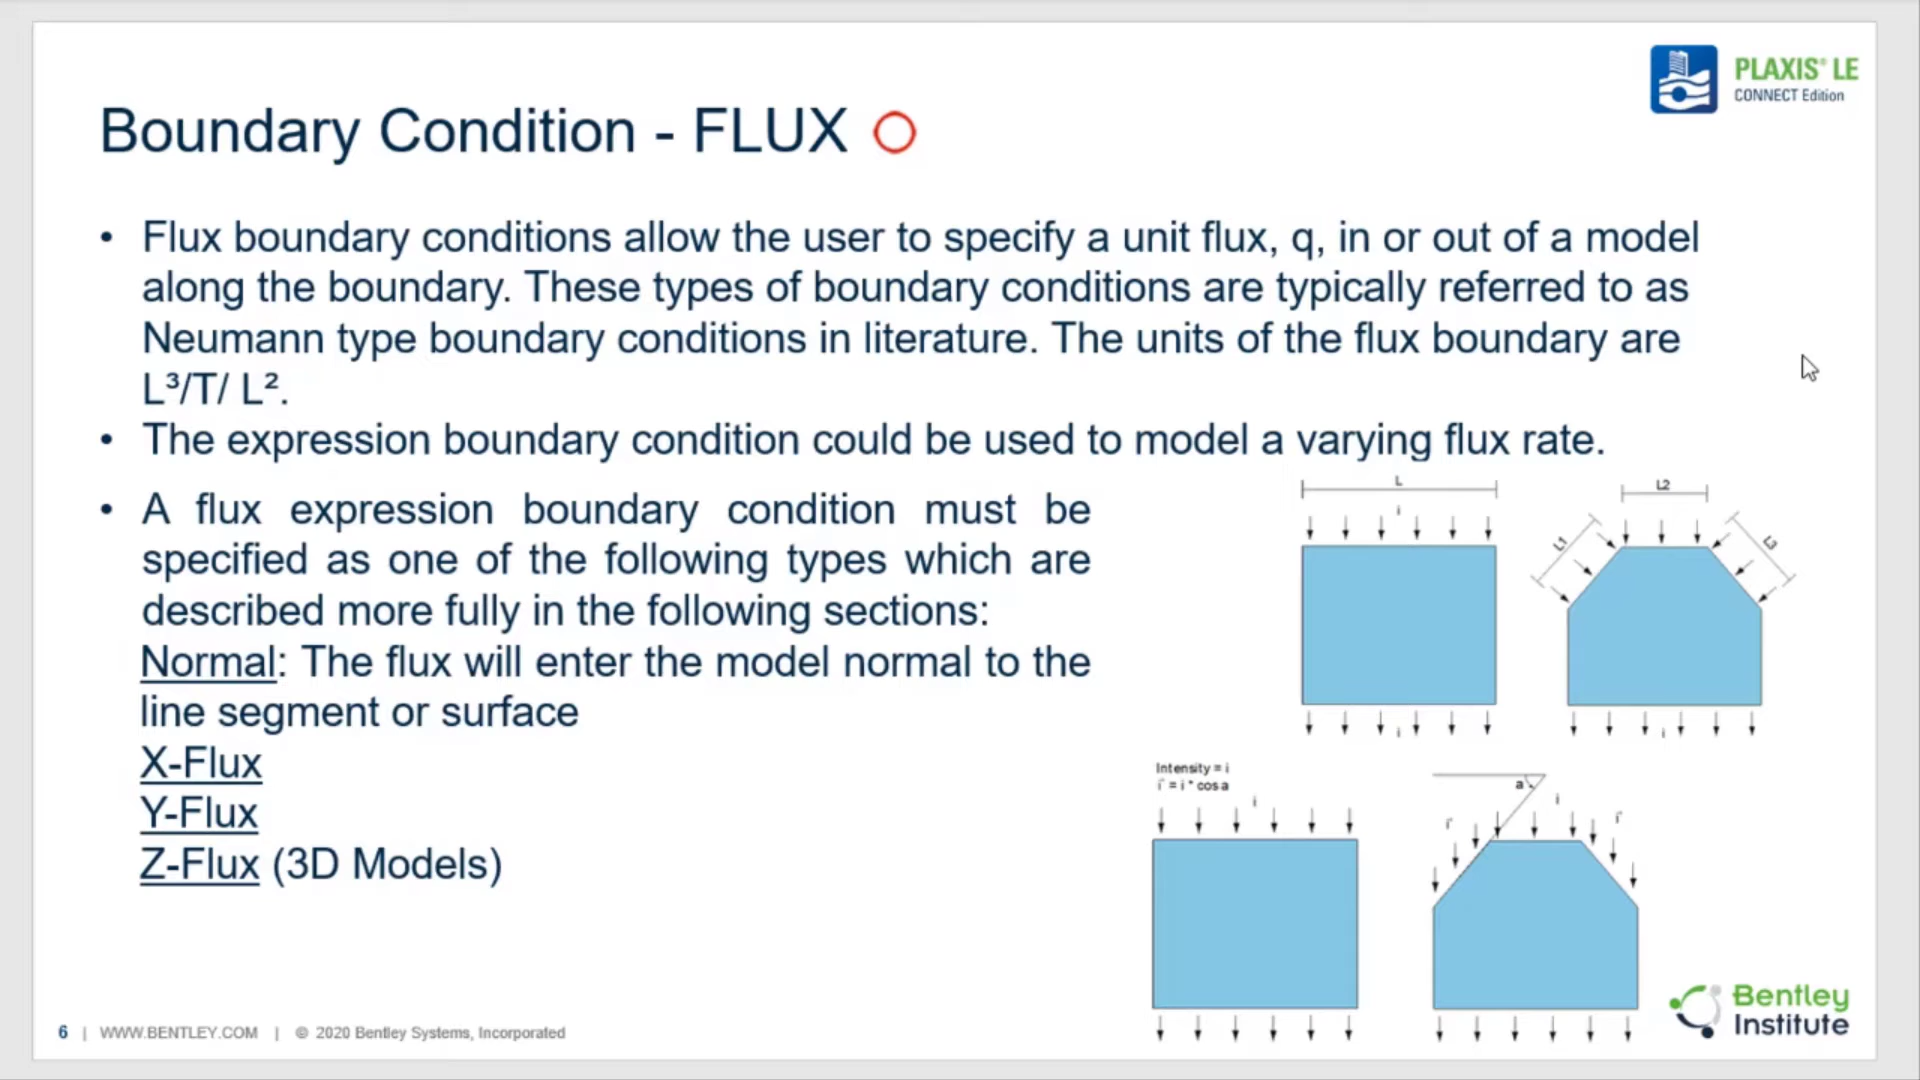 PLAXIS® LE
CONNECT Edition
Boundary Condition - FLUX
• Flux boundary conditions allow the user to specify a unit flux, q, in or out of a model
along the boundary. These types of boundary conditions are typically referred to as
Neumann type boundary conditions in literature. The units of the flux boundary are
L³/T/ L².
• The expression boundary condition could be used to model a varying flux rate.
• A flux expression boundary condition must be
specified as one of the following types which are
described more fully in the following sections:
Normal: The flux will enter the model normal to the
line segment or surface
X-Flux
Y-Flux
Z-Flux (3D Models)
L
i
i
L2
L1
L3
i
Intensity = i
i' = i * cos a
i
a
i
i'
i'
Bentley
Institute
6 | WWW.BENTLEY.COM | © 2020 Bentley Systems, Incorporated